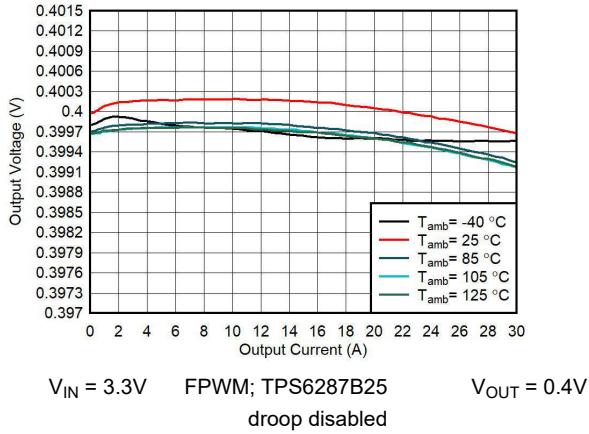 0.4015
0.4012
0.4009
0.4006
0.4003
0.4
0.3997
0.3994
0.3991
0.3988
0.3985
0.3982
0.3979
0.3976
0.3973
0.397
Output Voltage (V)
T_amb= -40 °C
T_amb= 25 °C
T_amb= 85 °C
T_amb= 105 °C
T_amb= 125 °C
0 2 4 6 8 10 12 14 16 18 20 22 24 26 28 30
Output Current (A)
V_IN = 3.3V FPWM; TPS6287B25 V_OUT = 0.4V
droop disabled